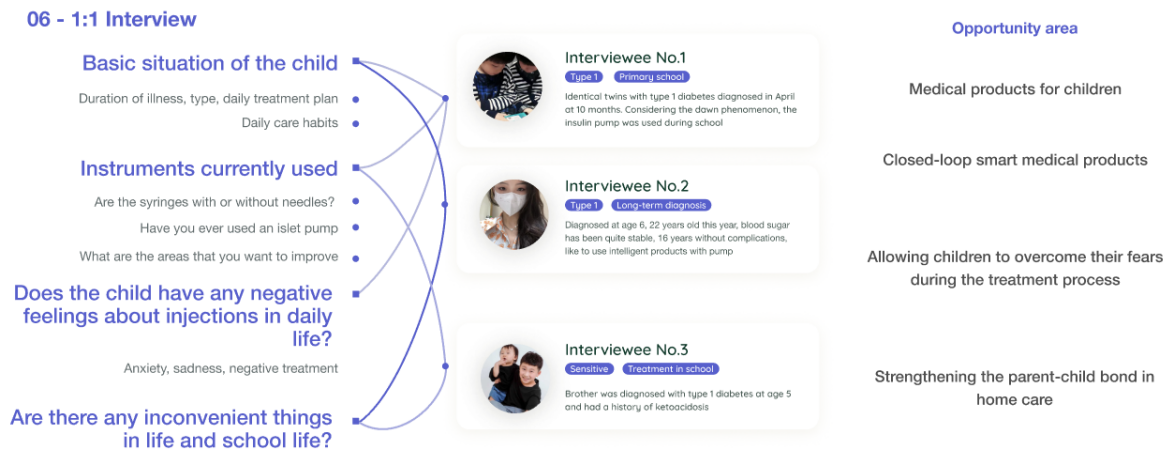 06 - 1:1 Interview
Basic situation of the child
Duration of illness, type, daily treatment plan
Daily care habits
Instruments currently used
Are the syringes with or without needles?
Have you ever used an islet pump
What are the areas that you want to improve
Does the child have any negative
feelings about injections in daily
life?
Anxiety, sadness, negative treatment
Are there any inconvenient things
in life and school life?
Interviewee No.1
Type 1 Primary school
Identical twins with type 1 diabetes diagnosed in April
at 10 months. Considering the dawn phenomenon, the
insulin pump was used during school
Interviewee No.2
Type 1 Long-term diagnosis
Diagnosed at age 6, 22 years old this year, blood sugar
has been quite stable, 16 years without complications,
like to use intelligent products with pump
Interviewee No.3
Sensitive Treatment in school
Brother was diagnosed with type 1 diabetes at age 5
and had a history of ketoacidosis
Opportunity area
Medical products for children
Closed-loop smart medical products
Allowing children to overcome their fears
during the treatment process
Strengthening the parent-child bond in
home care